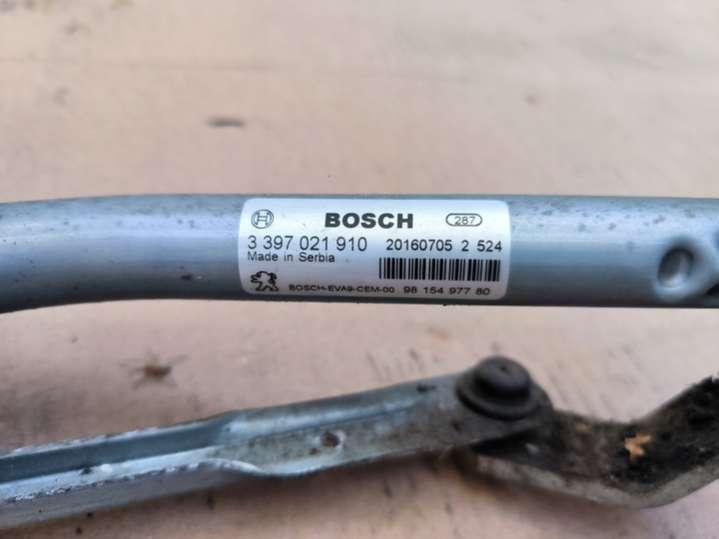 BOSCH 287
3 397 021 910 20160705 2 524
Made in Serbia
BOSCH-EVA9-CEM-00 98 154 977 80